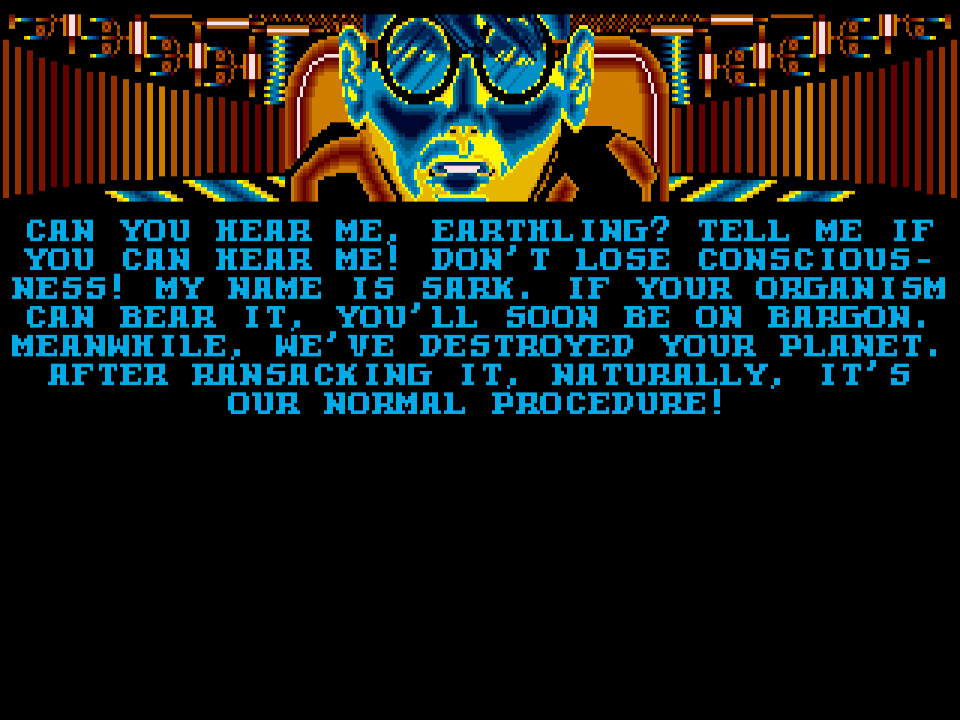 CAN YOU HEAR ME, EARTHLING? TELL ME IF
YOU CAN HEAR ME! DON'T LOSE CONSCIOUS-
NESS! MY NAME IS SARK. IF YOUR ORGANISM
CAN BEAR IT, YOU'LL SOON BE ON BARGON.
MEANWHILE, WE'VE DESTROYED YOUR PLANET.
AFTER RANSACKING IT, NATURALLY, IT'S
OUR NORMAL PROCEDURE!